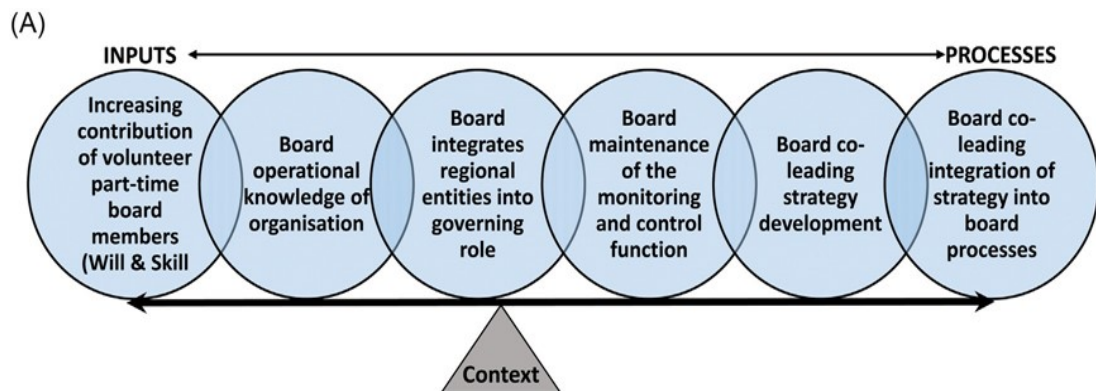 (A)
INPUTS
PROCESSES
Increasing
contribution
of volunteer
part-time
board
members
(Will & Skill
Board
operational
knowledge of
organisation
Board
integrates
regional
entities into
governing
role
Board
maintenance
of the
monitoring
and control
function
Board co-
leading
strategy
development
Board co-
leading
integration of
strategy into
board
processes
Context